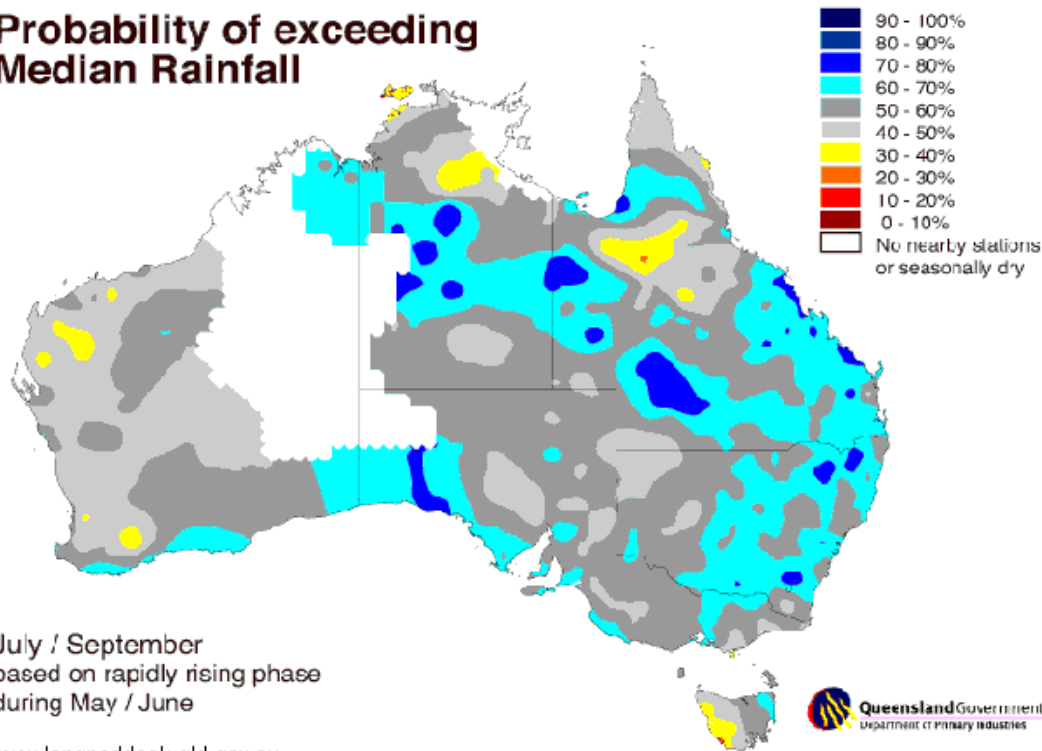 Probability of exceeding
Median Rainfall
90 - 100%
80 - 90%
70 - 80%
60 - 70%
50 - 60%
40 - 50%
30 - 40%
20 - 30%
10 - 20%
0 - 10%
No nearby stations
or seasonally dry
July / September
based on rapidly rising phase
during May / June
Queensland Government
Department of Primary Industries